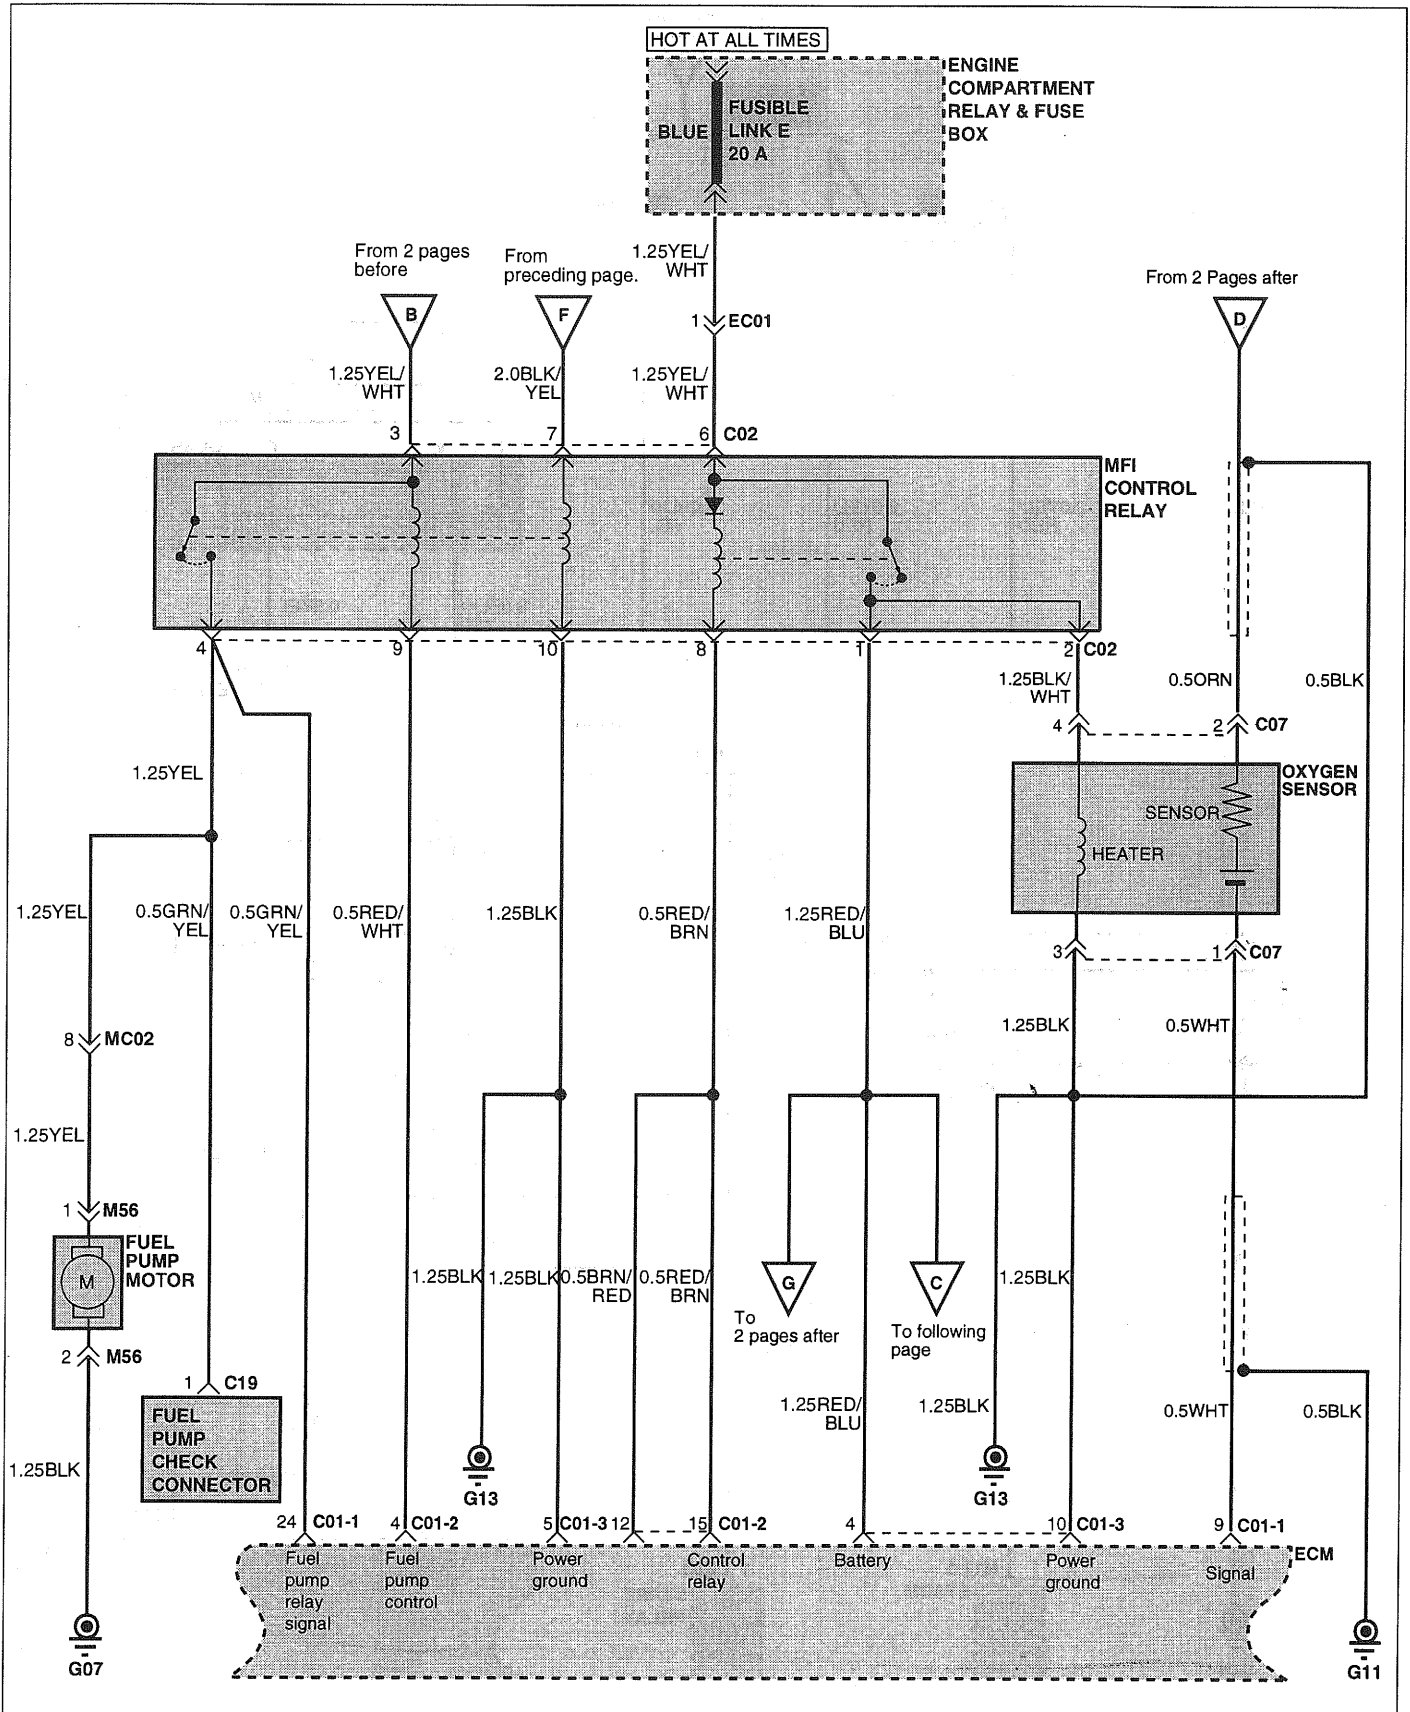 HOT AT ALL TIMES
ENGINE
COMPARTMENT
RELAY & FUSE
BOX
BLUE
FUSIBLE
LINK E
20 A
From 2 pages
before
From
preceding page.
1.25YEL/
WHT
From 2 Pages after
B
F
1 EC01
D
1.25YEL/
WHT
2.0BLK/
YEL
1.25YEL/
WHT
3
7
6 C02
MFI
CONTROL
RELAY
4
9
10
8
1
2 C02
1.25BLK/
WHT
0.5ORN
0.5BLK
4
2 C07
1.25YEL
OXYGEN
SENSOR
SENSOR
HEATER
1.25YEL
0.5GRN/
YEL
0.5GRN/
YEL
0.5RED/
WHT
1.25BLK
0.5RED/
BRN
1.25RED/
BLU
3
1 C07
8 MC02
1.25BLK
0.5WHT
1.25YEL
1 M56
FUEL
PUMP
MOTOR
M
1.25BLK
1.25BLK
0.5BRN/
RED
0.5RED/
BRN
G
C
1.25BLK
To
2 pages after
To following
page
2 M56
1 C19
FUEL
PUMP
CHECK
CONNECTOR
1.25RED/
BLU
1.25BLK
0.5WHT
0.5BLK
1.25BLK
G13
G13
24 C01-1
4 C01-2
5 C01-3
12
15 C01-2
4
10 C01-3
9 C01-1
ECM
Fuel
pump
relay
signal
Fuel
pump
control
Power
ground
Control
relay
Battery
Power
ground
Signal
G07
G11